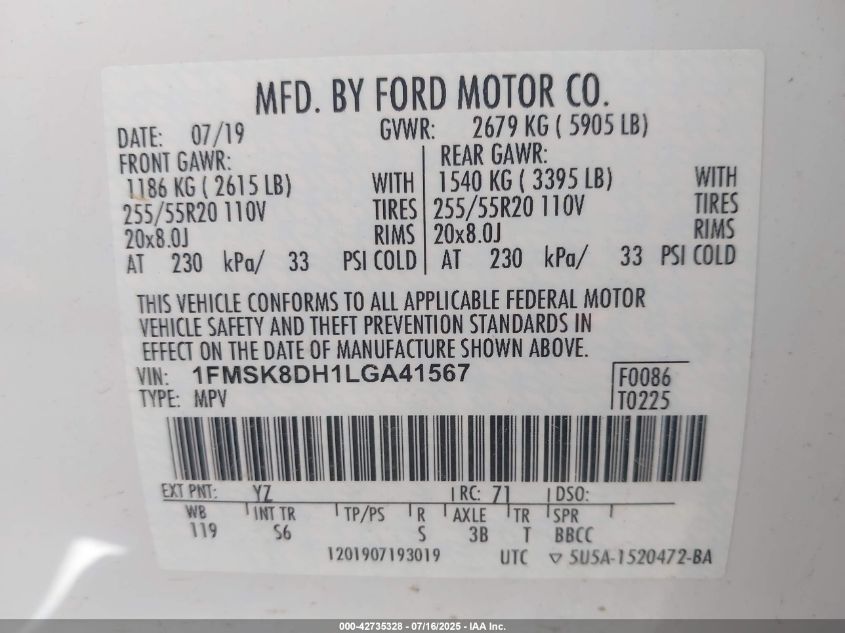 MFD. BY FORD MOTOR CO.
DATE: 07/19 GVWR: 2679 KG ( 5905 LB)
FRONT GAWR: REAR GAWR:
1186 KG ( 2615 LB) WITH 1540 KG ( 3395 LB) WITH
255/55R20 110V TIRES 255/55R20 110V TIRES
20x8.0J RIMS 20x8.0J RIMS
AT 230 kPa/ 33 PSI COLD AT 230 kPa/ 33 PSI COLD
THIS VEHICLE CONFORMS TO ALL APPLICABLE FEDERAL MOTOR
VEHICLE SAFETY AND THEFT PREVENTION STANDARDS IN
EFFECT ON THE DATE OF MANUFACTURE SHOWN ABOVE.
VIN: 1FMSK8DH1LGA41567 F0086
TYPE: MPV T0225
EXT PNT: YZ RC: 71 DSO:
WB INT TR TP/PS R AXLE TR SPR
119 S6 S 3B T BBCC
1201907193019 UTC ▽ 5U5A-1520472-BA
000-42735328 - 07/16/2025 - IAA Inc.